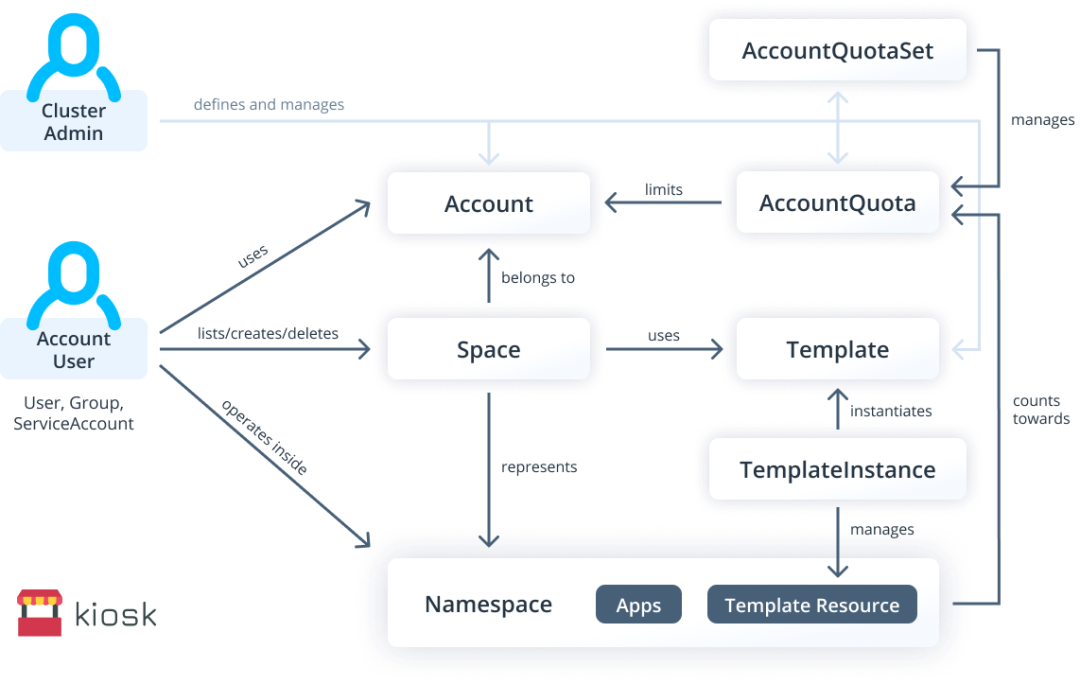 AccountQuotaSet
Cluster
Admin
defines and manages
manages
Account
limits
AccountQuota
uses
belongs to
Account
User
lists/creates/deletes
Space
uses
Template
User, Group,
ServiceAccount
operates inside
instantiates
counts
towards
represents
TemplateInstance
manages
Namespace
Apps
Template Resource
kiosk